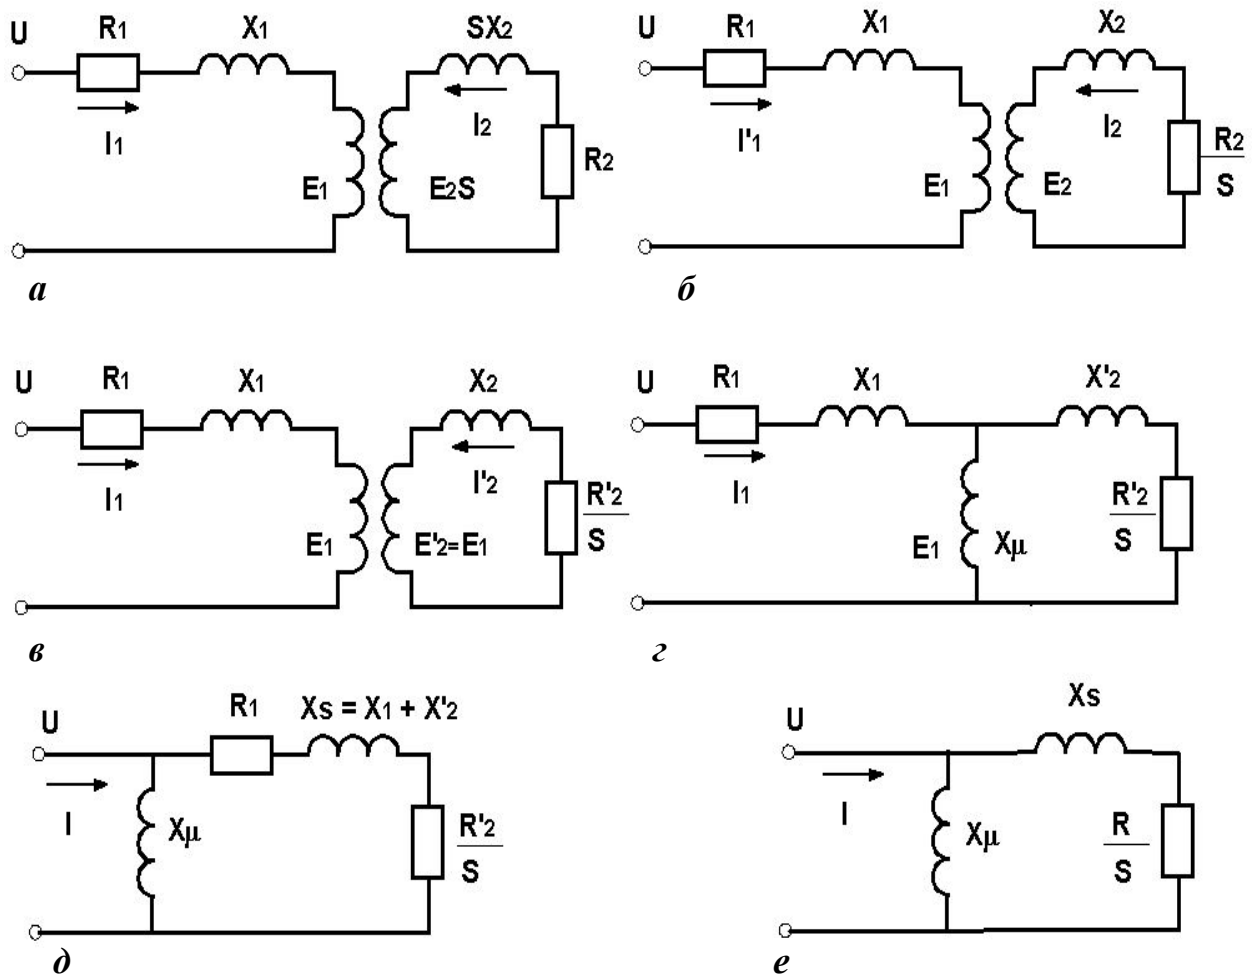 U R1 X1 SX2
I1 E1 E2S I2 R2
а
U R1 X1 X2
I'1 E1 E2 I2 R2/S
б
U R1 X1 X2
I1 E1 E'2=E1 I'2 R'2/S
в
U R1 X1 X'2
I1 E1 Xμ R'2/S
г
U R1 Xs = X1 + X'2
I Xμ R'2/S
д
U Xs
I Xμ R/S
е